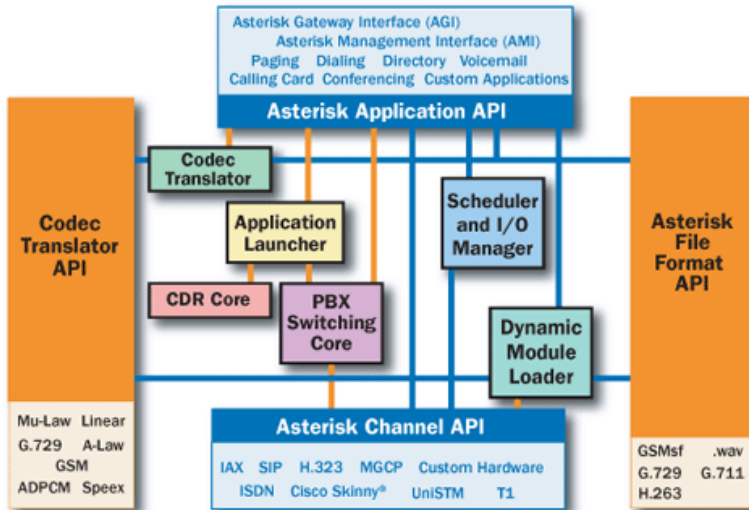 Asterisk Gateway Interface (AGI)
Asterisk Management Interface (AMI)
Paging Dialing Directory Voicemail
Calling Card Conferencing Custom Applications
Asterisk Application API
Codec
Translator
API
Mu-Law Linear
G.729 A-Law
GSM
ADPCM Speex
Codec
Translator
Application
Launcher
CDR Core
PBX
Switching
Core
Scheduler
and I/O
Manager
Dynamic
Module
Loader
Asterisk Channel API
IAX SIP H.323 MGCP Custom Hardware
ISDN Cisco Skinny® UniSTM T1
Asterisk
File
Format
API
GSMsf .wav
G.729 G.711
H.263